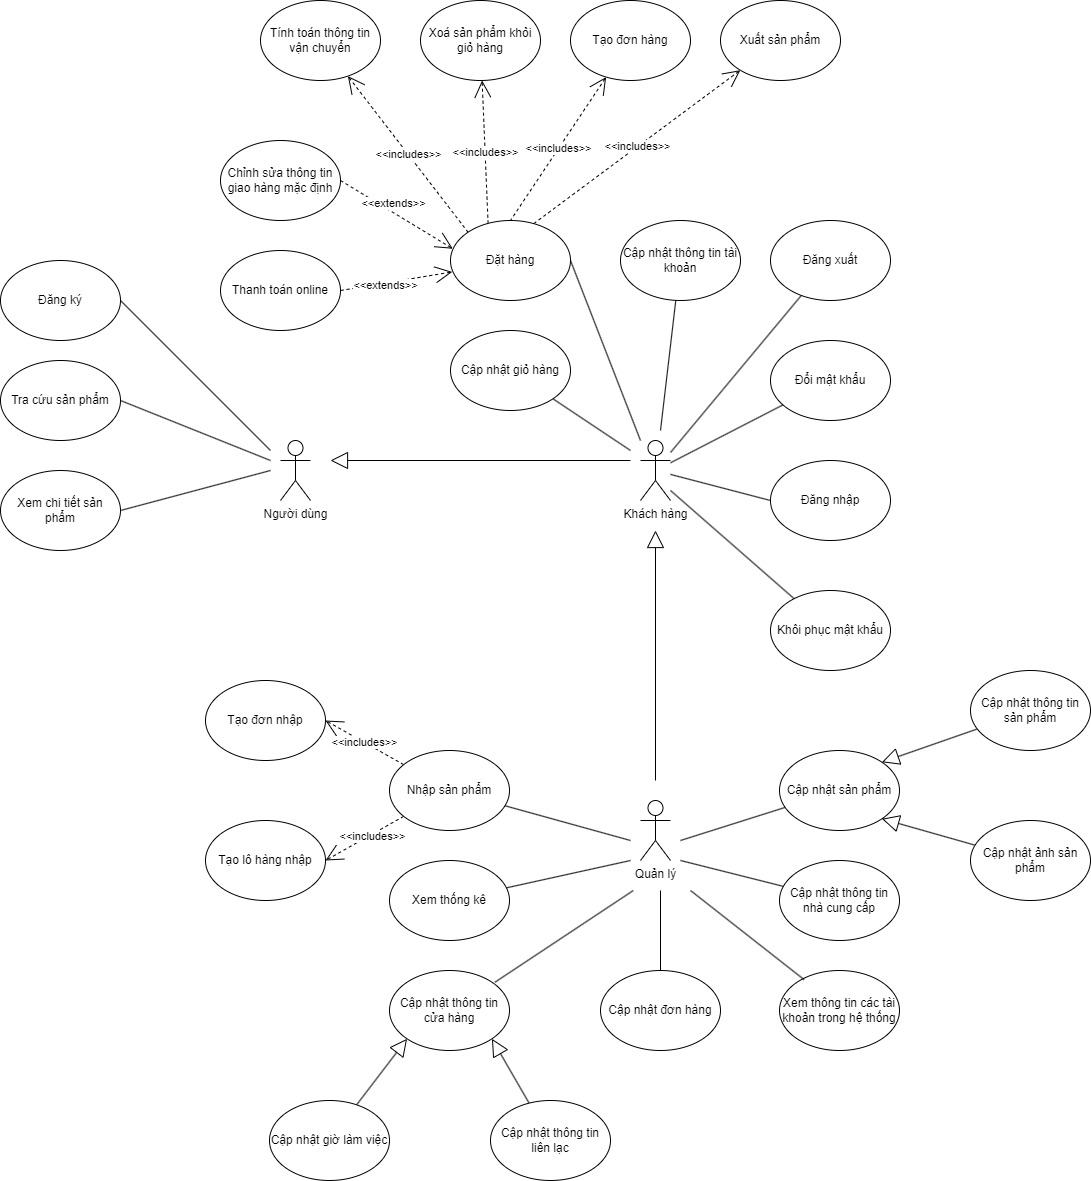 Tính toán thông tin
vận chuyển
Xoá sản phẩm khỏi
giỏ hàng
Tạo đơn hàng
Xuất sản phẩm
<<includes>>
<<includes>>
<<includes>>
<<includes>>
Chỉnh sửa thông tin
giao hàng mặc định
<<extends>>
Đặt hàng
Cập nhật thông tin tài
khoản
Đăng xuất
Thanh toán online
<<extends>>
Đăng ký
Cập nhật giỏ hàng
Đổi mật khẩu
Tra cứu sản phẩm
Xem chi tiết sản
phẩm
Người dùng
Khách hàng
Đăng nhập
Khôi phục mật khẩu
Tạo đơn nhập
<<includes>>
Nhập sản phẩm
Cập nhật sản phẩm
Cập nhật thông tin
sản phẩm
Tạo lô hàng nhập
<<includes>>
Quản lý
Cập nhật ảnh sản
phẩm
Xem thống kê
Cập nhật thông tin
nhà cung cấp
Cập nhật thông tin
cửa hàng
Cập nhật đơn hàng
Xem thông tin các tài
khoản trong hệ thống
Cập nhật giờ làm việc
Cập nhật thông tin
liên lạc